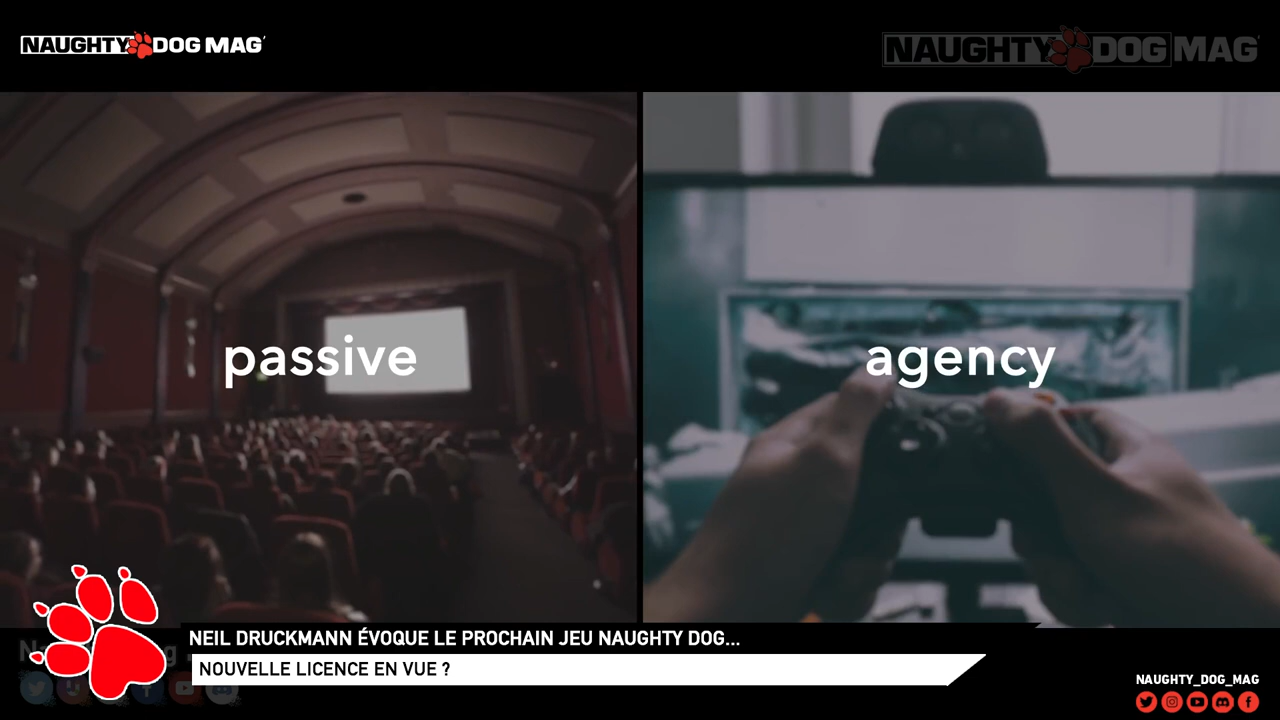 NAUGHTY DOG MAG
NAUGHTY DOG MAG
passive
agency
NEIL DRUCKMANN ÉVOQUE LE PROCHAIN JEU NAUGHTY DOG...
NOUVELLE LICENCE EN VUE ?
NAUGHTY_DOG_MAG